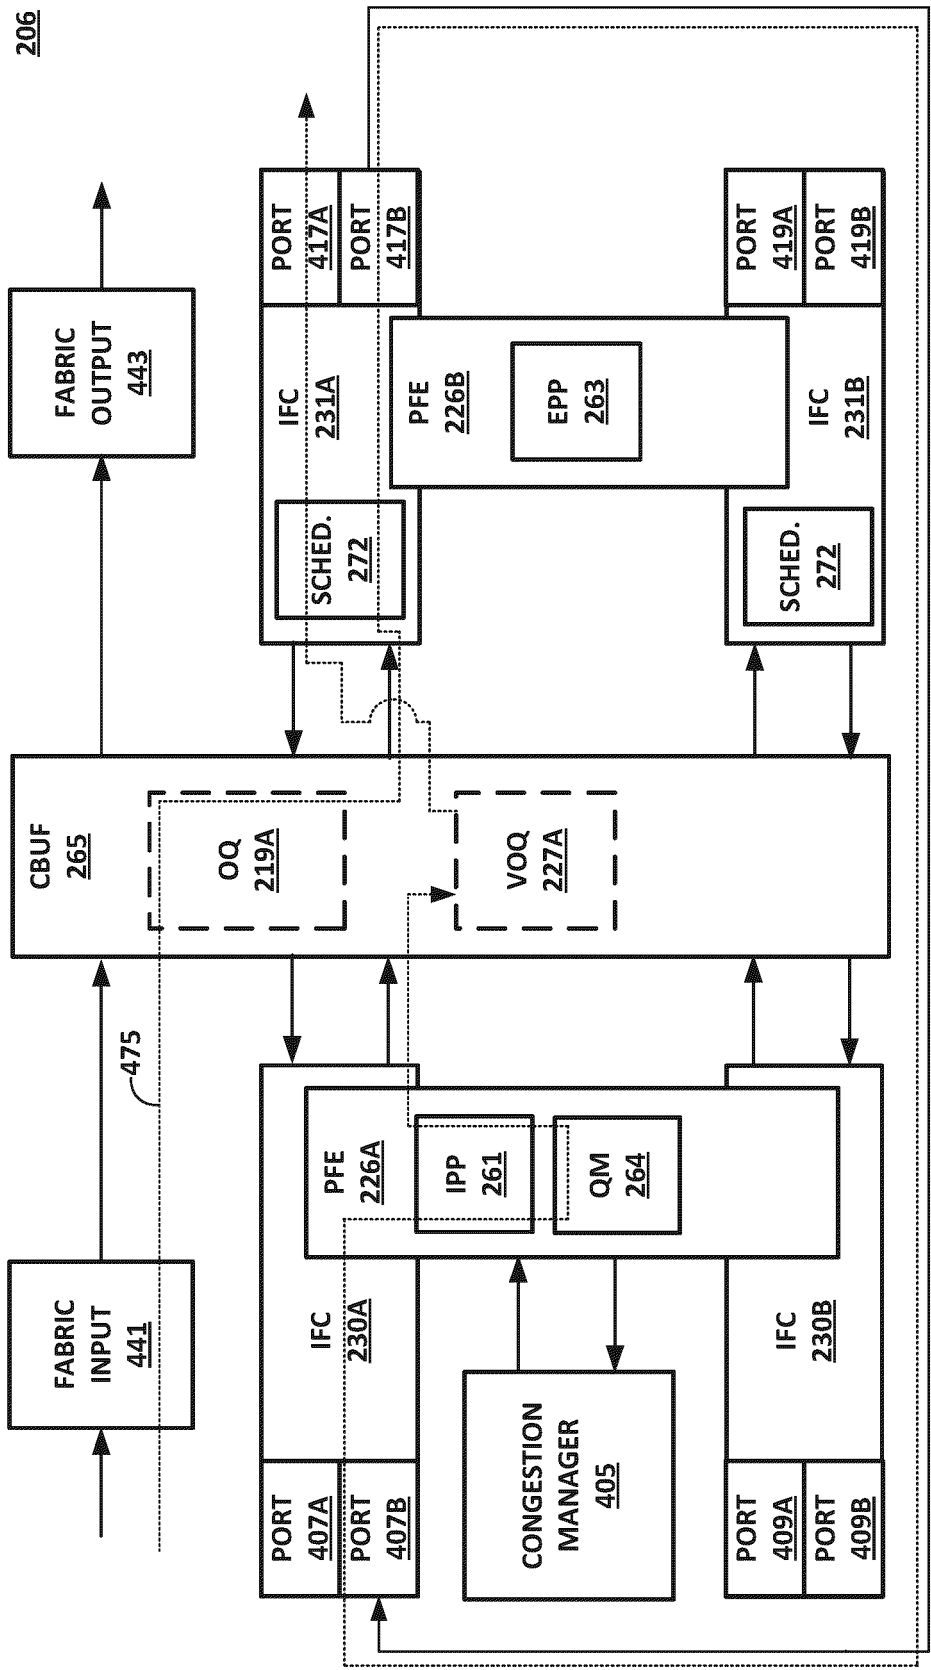 206
FABRIC
INPUT
441
475
FABRIC
OUTPUT
443
CBUF
265
OQ
219A
VOQ
227A
PORT
407A
PORT
407B
IFC
230A
PFE
226A
IPP
261
QM
264
CONGESTION
MANAGER
405
PORT
409A
PORT
409B
IFC
230B
SCHED.
272
IFC
231A
PORT
417A
PORT
417B
PFE
226B
EPP
263
SCHED.
272
IFC
231B
PORT
419A
PORT
419B